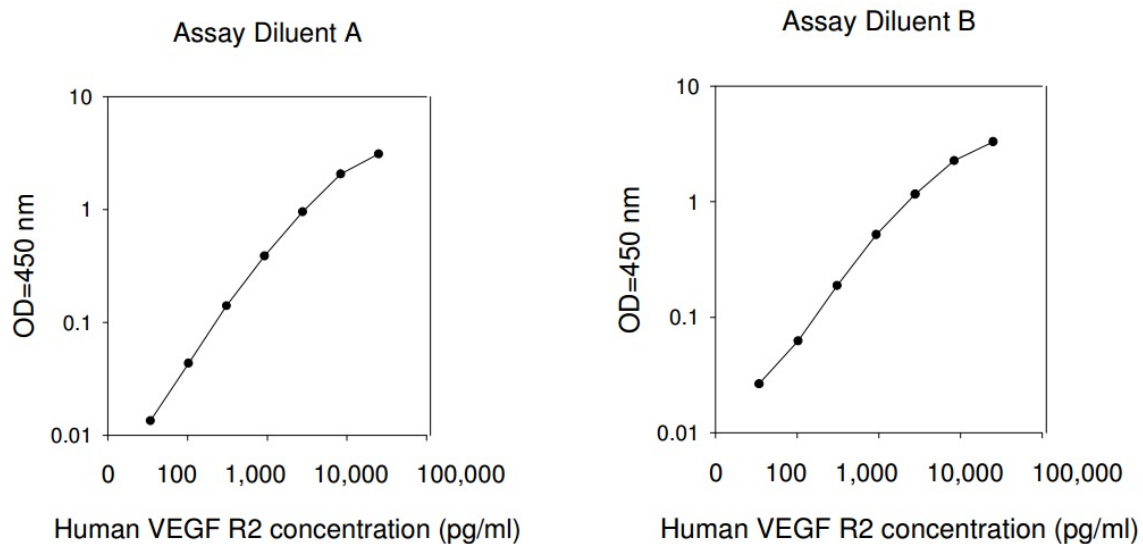 Assay Diluent A
10
1
0.1
0.01
OD=450 nm
0 100 1,000 10,000 100,000
Human VEGF R2 concentration (pg/ml)
Assay Diluent B
10
1
0.1
0.01
OD=450 nm
0 100 1,000 10,000 100,000
Human VEGF R2 concentration (pg/ml)